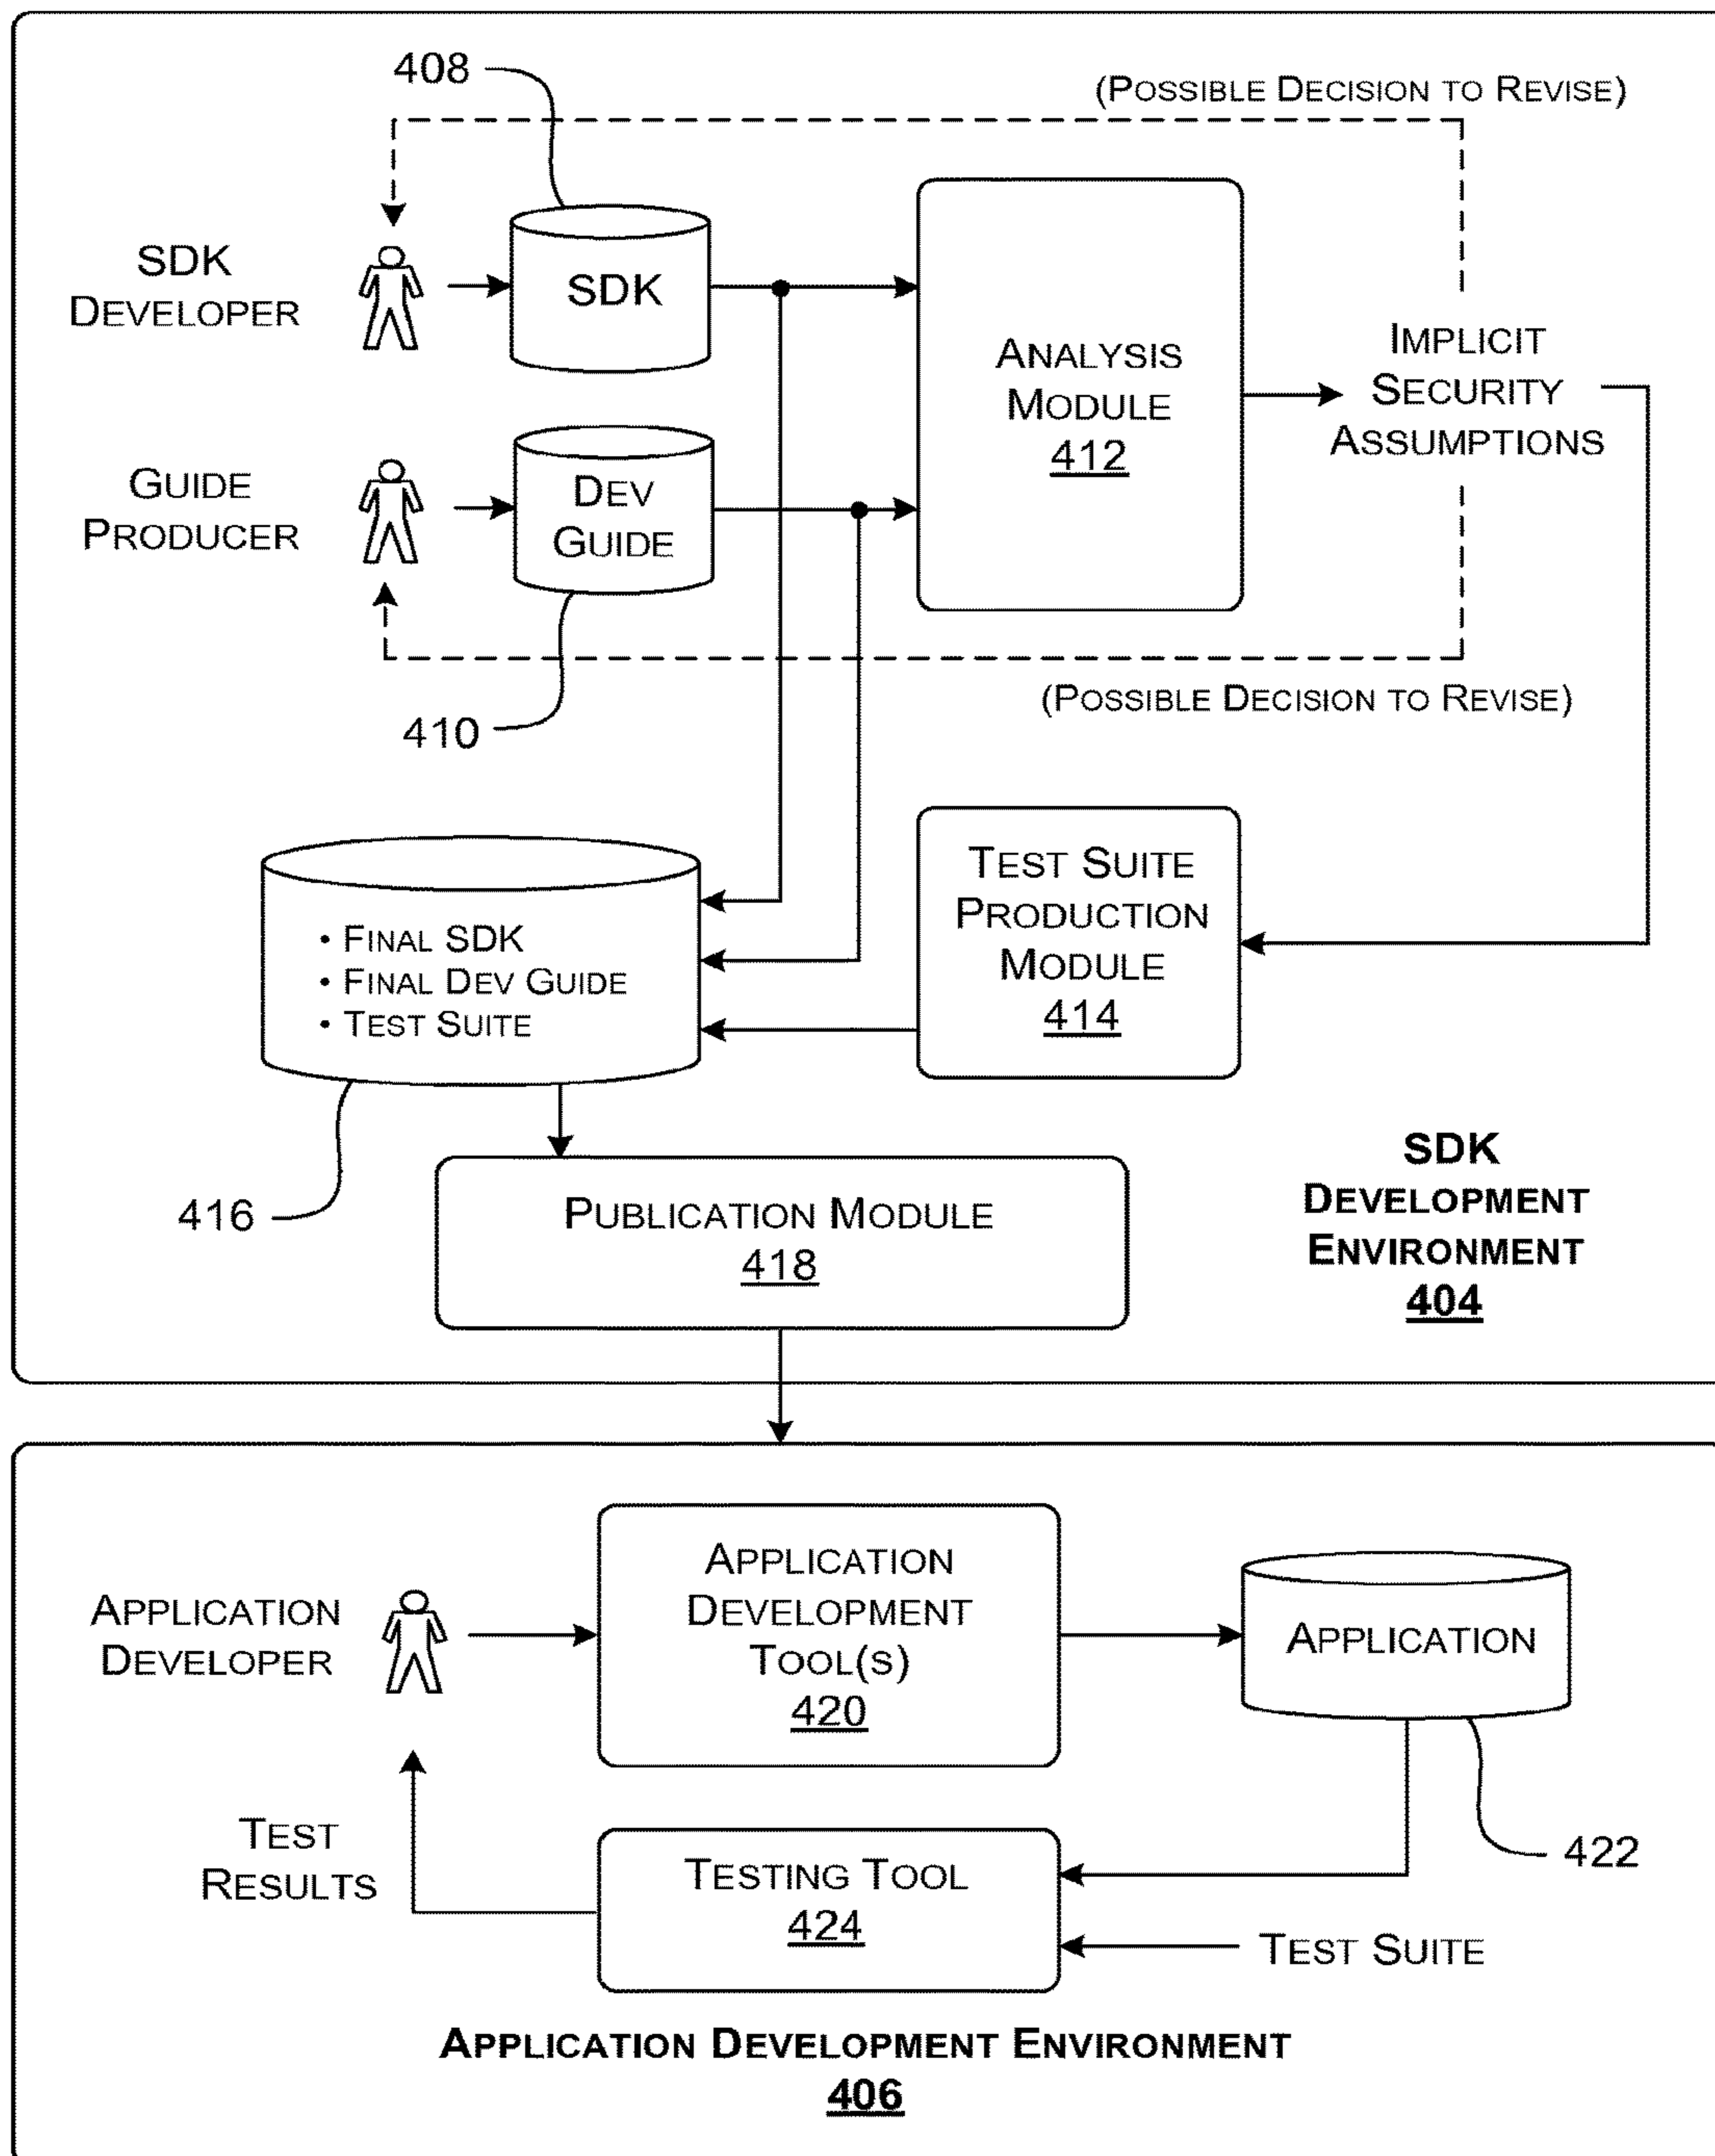 408
(POSSIBLE DECISION TO REVISE)
SDK
DEVELOPER
SDK
ANALYSIS
MODULE
412
IMPLICIT
SECURITY
ASSUMPTIONS
GUIDE
PRODUCER
DEV
GUIDE
410
(POSSIBLE DECISION TO REVISE)
• FINAL SDK
• FINAL DEV GUIDE
• TEST SUITE
TEST SUITE
PRODUCTION
MODULE
414
416
PUBLICATION MODULE
418
SDK
DEVELOPMENT
ENVIRONMENT
404
APPLICATION
DEVELOPER
APPLICATION
DEVELOPMENT
TOOL(S)
420
APPLICATION
422
TEST
RESULTS
TESTING TOOL
424
TEST SUITE
APPLICATION DEVELOPMENT ENVIRONMENT
406